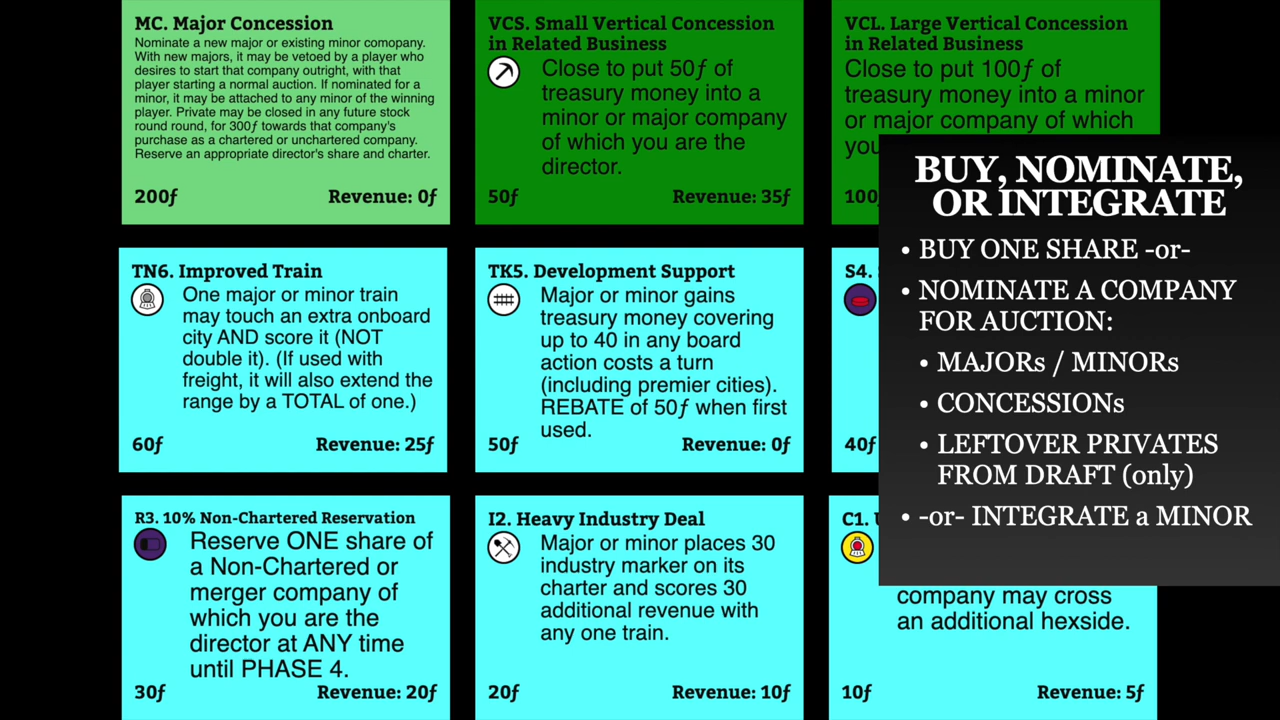 MC. Major Concession
Nominate a new major or existing minor comopany.
With new majors, it may be vetoed by a player who
desires to start that company outright, with that
player starting a normal auction. If nominated for a
minor, it may be attached to any minor of the winning
player. Private may be closed in any future stock
round round, for 300ƒ towards that company's
purchase as a chartered or unchartered company.
Reserve an appropriate director's share and charter.
200ƒ Revenue: 0ƒ
VCS. Small Vertical Concession
in Related Business
Close to put 50ƒ of
treasury money into a
minor or major company
of which you are the
director.
50ƒ Revenue: 35ƒ
VCL. Large Vertical Concession
in Related Business
Close to put 100ƒ of
treasury money into a minor
or major company of which
you
100
TN6. Improved Train
One major or minor train
may touch an extra onboard
city AND score it (NOT
double it). (If used with
freight, it will also extend the
range by a TOTAL of one.)
60ƒ Revenue: 25ƒ
TK5. Development Support
Major or minor gains
treasury money covering
up to 40 in any board
action costs a turn
(including premier cities).
REBATE of 50ƒ when first
used.
50ƒ Revenue: 0ƒ
S4.
40ƒ
R3. 10% Non-Chartered Reservation
Reserve ONE share of
a Non-Chartered or
merger company of
which you are the
director at ANY time
until PHASE 4.
30ƒ Revenue: 20ƒ
I2. Heavy Industry Deal
Major or minor places 30
industry marker on its
charter and scores 30
additional revenue with
any one train.
20ƒ Revenue: 10ƒ
C1.
company may cross
an additional hexside.
10ƒ Revenue: 5ƒ
BUY, NOMINATE,
OR INTEGRATE
• BUY ONE SHARE -or-
• NOMINATE A COMPANY
FOR AUCTION:
• MAJORs / MINORs
• CONCESSIONs
• LEFTOVER PRIVATES
FROM DRAFT (only)
• -or- INTEGRATE a MINOR